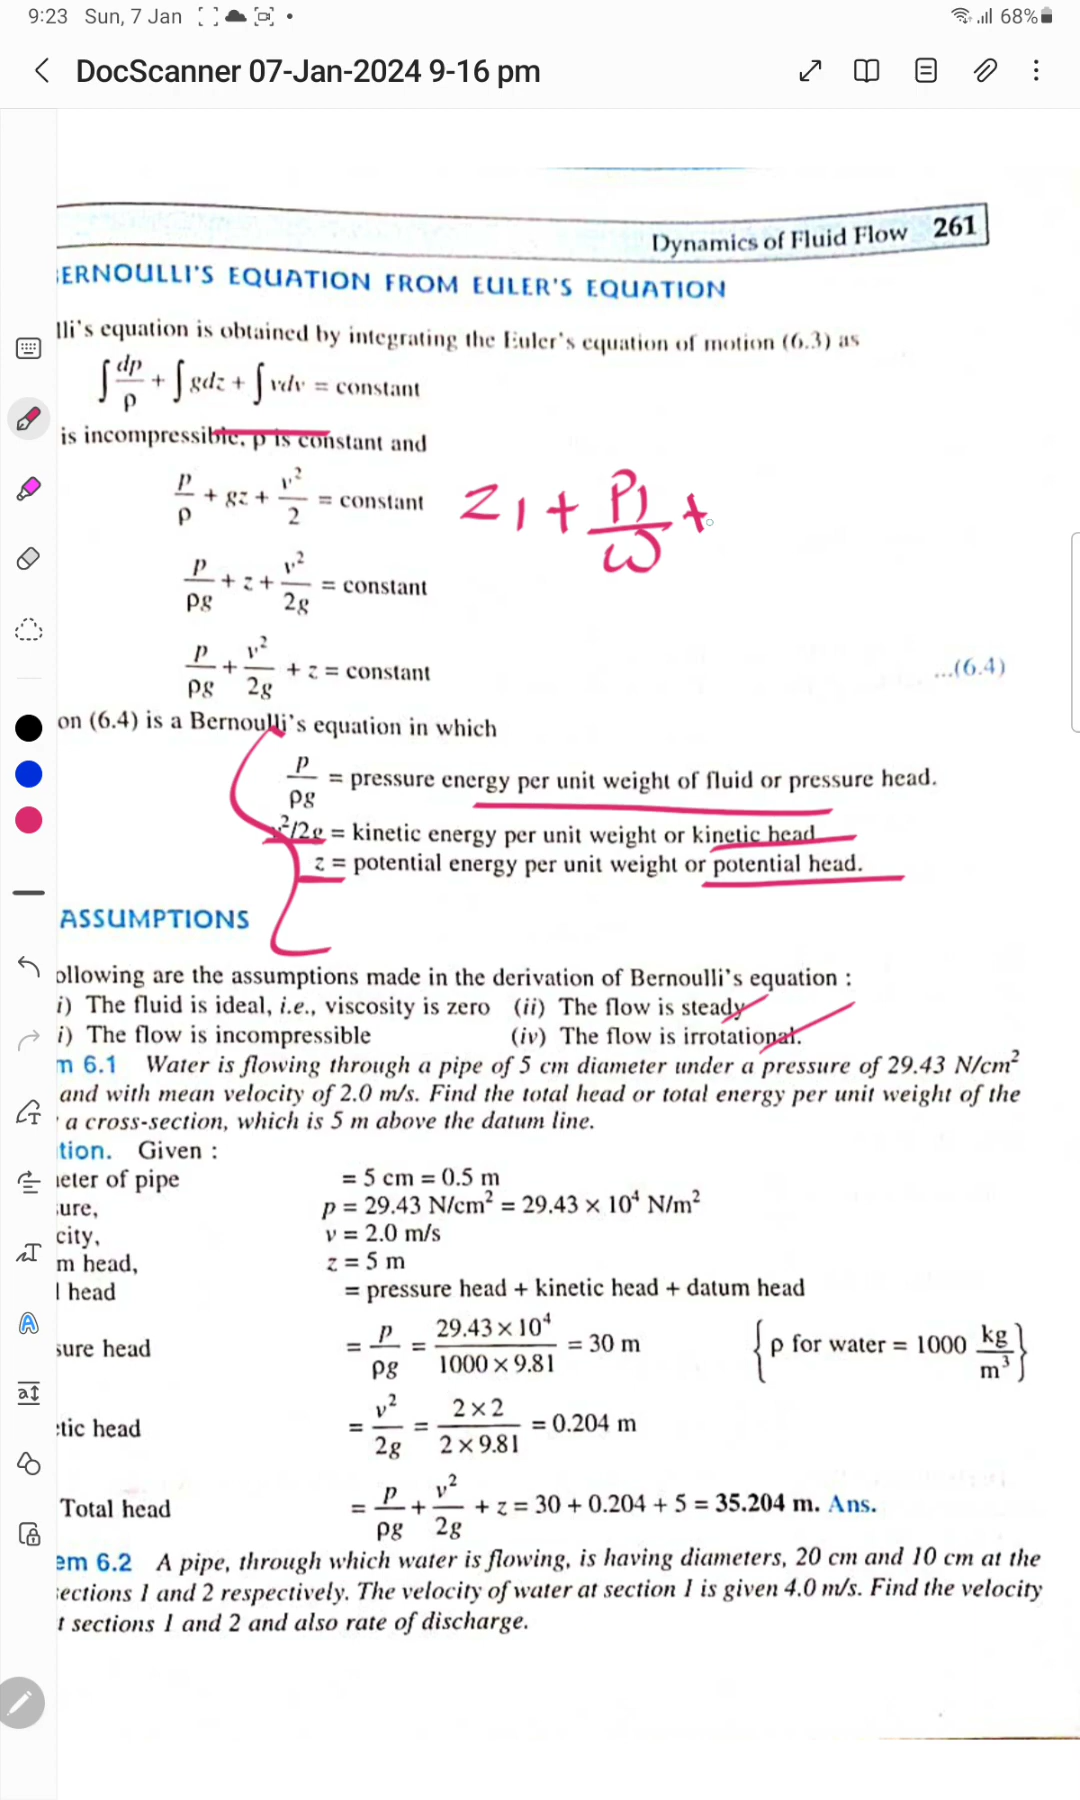 9:23 Sun, 7 Jan 68%
DocScanner 07-Jan-2024 9-16 pm
Dynamics of Fluid Flow 261
ERNOULLI'S EQUATION FROM EULER'S EQUATION
lli's equation is obtained by integrating the Euler's equation of motion (6.3) as
∫ dp/ρ + ∫ gdz + ∫ vdv = constant
is incompressible, ρ is constant and
p/ρ + gz + v²/2 = constant
z1 + P1/ω +
p/ρg + z + v²/2g = constant
p/ρg + v²/2g + z = constant ...(6.4)
on (6.4) is a Bernoulli's equation in which
p/ρg = pressure energy per unit weight of fluid or pressure head.
v²/2g = kinetic energy per unit weight or kinetic head
z = potential energy per unit weight or potential head.
ASSUMPTIONS
ollowing are the assumptions made in the derivation of Bernoulli's equation :
i) The fluid is ideal, i.e., viscosity is zero (ii) The flow is steady
i) The flow is incompressible (iv) The flow is irrotational.
m 6.1 Water is flowing through a pipe of 5 cm diameter under a pressure of 29.43 N/cm²
and with mean velocity of 2.0 m/s. Find the total head or total energy per unit weight of the
a cross-section, which is 5 m above the datum line.
tion. Given :
eter of pipe = 5 cm = 0.5 m
sure, p = 29.43 N/cm² = 29.43 × 10⁴ N/m²
city, v = 2.0 m/s
m head, z = 5 m
l head = pressure head + kinetic head + datum head
sure head = p/ρg = 29.43 × 10⁴/1000 × 9.81 = 30 m {ρ for water = 1000 kg/m³}
etic head = v²/2g = 2 × 2/2 × 9.81 = 0.204 m
Total head = p/ρg + v²/2g + z = 30 + 0.204 + 5 = 35.204 m. Ans.
em 6.2 A pipe, through which water is flowing, is having diameters, 20 cm and 10 cm at the
ections 1 and 2 respectively. The velocity of water at section 1 is given 4.0 m/s. Find the velocity
t sections 1 and 2 and also rate of discharge.